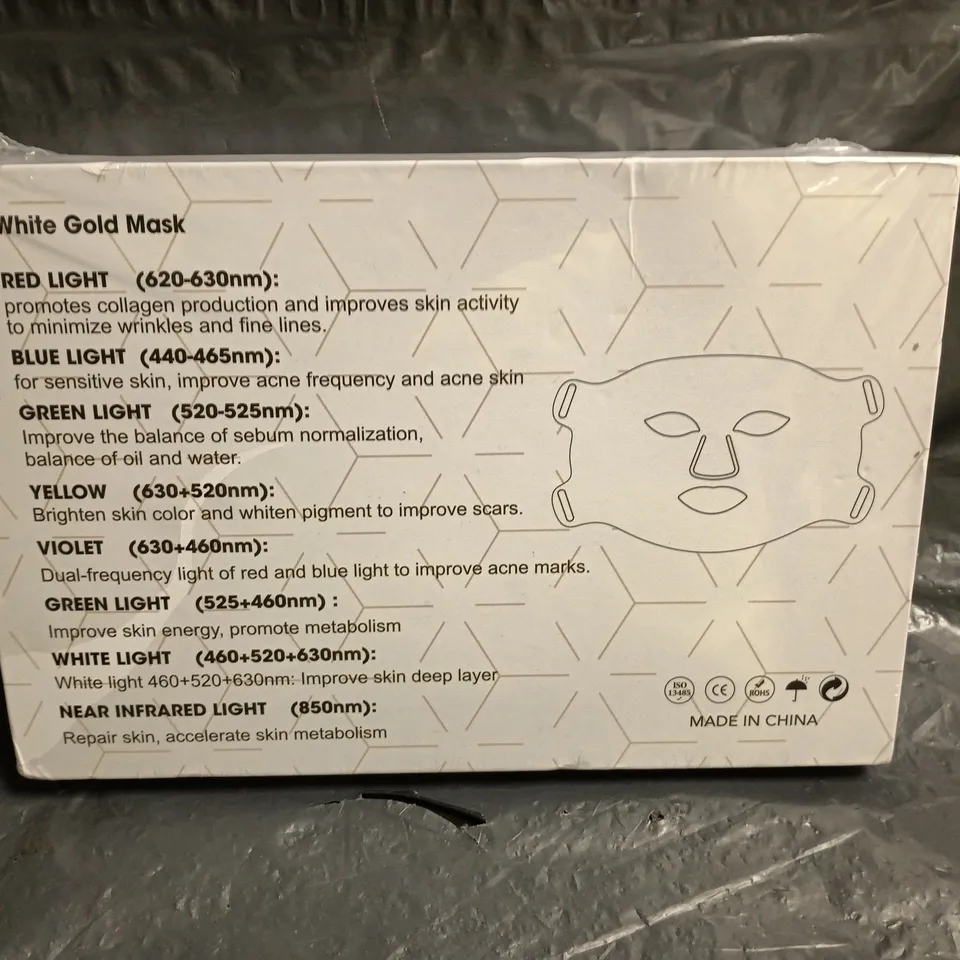 White Gold Mask
RED LIGHT (620-630nm):
promotes collagen production and improves skin activity
to minimize wrinkles and fine lines.
BLUE LIGHT (440-465nm):
for sensitive skin, improve acne frequency and acne skin
GREEN LIGHT (520-525nm):
Improve the balance of sebum normalization,
balance of oil and water.
YELLOW (630+520nm):
Brighten skin color and whiten pigment to improve scars.
VIOLET (630+460nm):
Dual-frequency light of red and blue light to improve acne marks.
GREEN LIGHT (525+460nm) :
Improve skin energy, promote metabolism
WHITE LIGHT (460+520+630nm):
White light 460+520+630nm: Improve skin deep layer
NEAR INFRARED LIGHT (850nm):
Repair skin, accelerate skin metabolism
ISO
13485
CE
ROHS
MADE IN CHINA